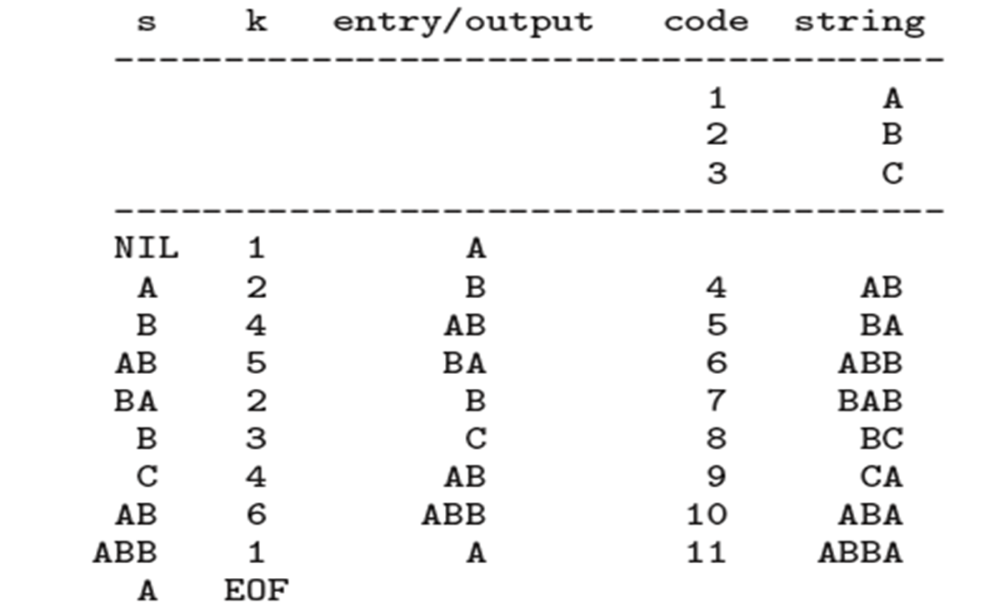 s k entry/output code string
-----------------------------------------
1 A
2 B
3 C
-----------------------------------------
NIL 1 A
A 2 B 4 AB
B 4 AB 5 BA
AB 5 BA 6 ABB
BA 2 B 7 BAB
B 3 C 8 BC
C 4 AB 9 CA
AB 6 ABB 10 ABA
ABB 1 A 11 ABBA
A EOF